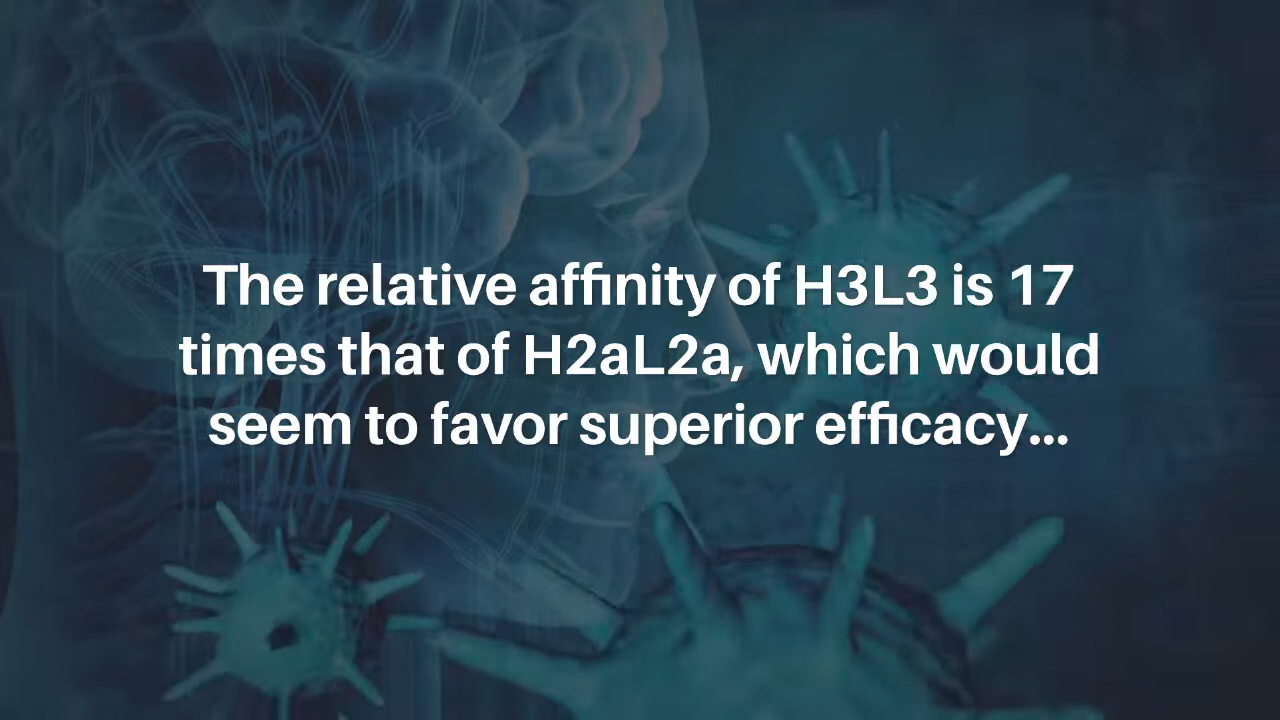 The relative affinity of H3L3 is 17
times that of H2aL2a, which would
seem to favor superior efficacy...